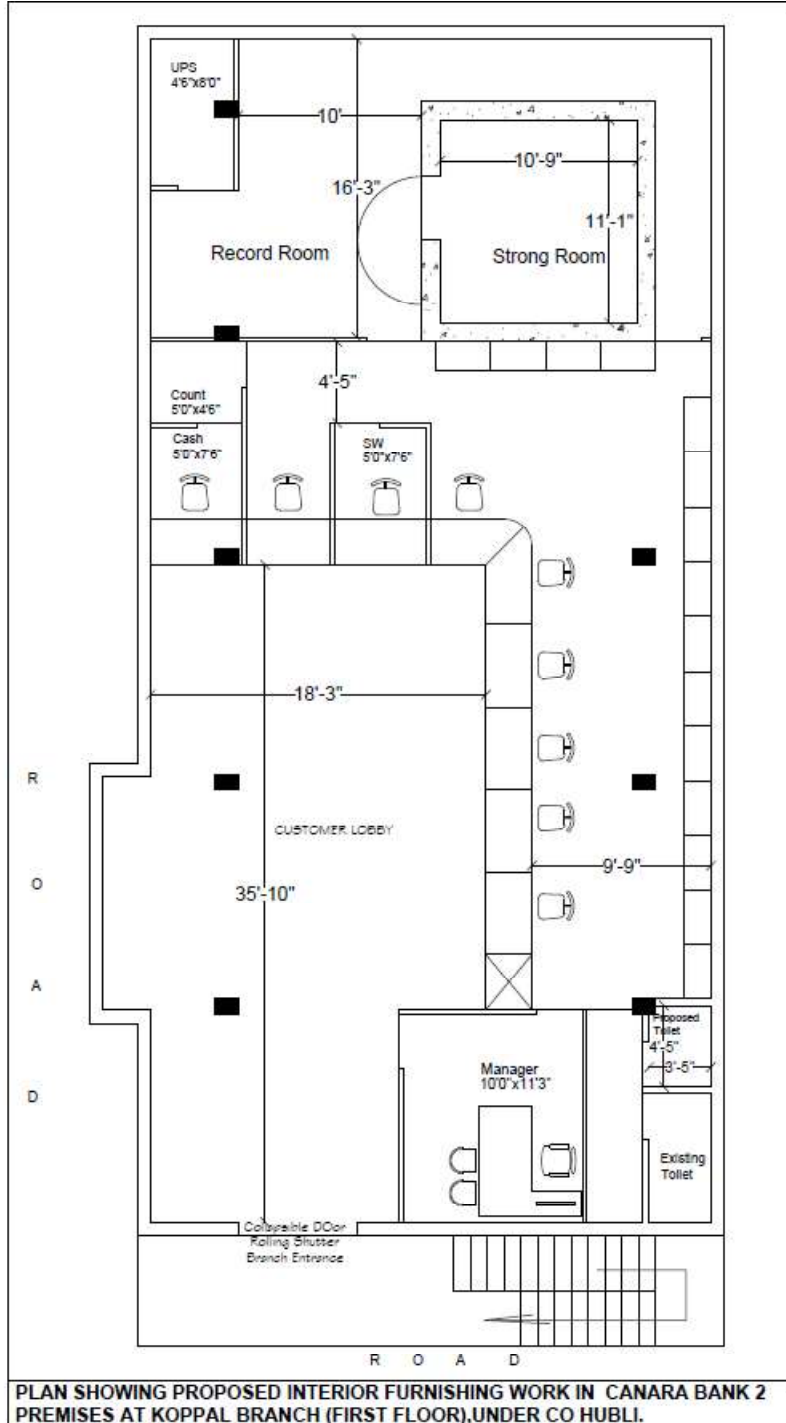 UPS
4'6"x8'0"
10'
10'-9"
16'-3"
11'-1"
Record Room
Strong Room
4'-5"
Count
5'0"x4'6"
Cash
5'0"x7'6"
SW
5'0"x7'6"
18'-3"
R
O
A
D
CUSTOMER LOBBY
9'-9"
35'-10"
Proposed
Toilet
4'-5"
3'-5"
Manager
10'0"x11'3"
Existing
Toilet
Collapsible DOor
Rolling Shutter
Branch Entrance
R O A D
PLAN SHOWING PROPOSED INTERIOR FURNISHING WORK IN CANARA BANK 2
PREMISES AT KOPPAL BRANCH (FIRST FLOOR),UNDER CO HUBLI.